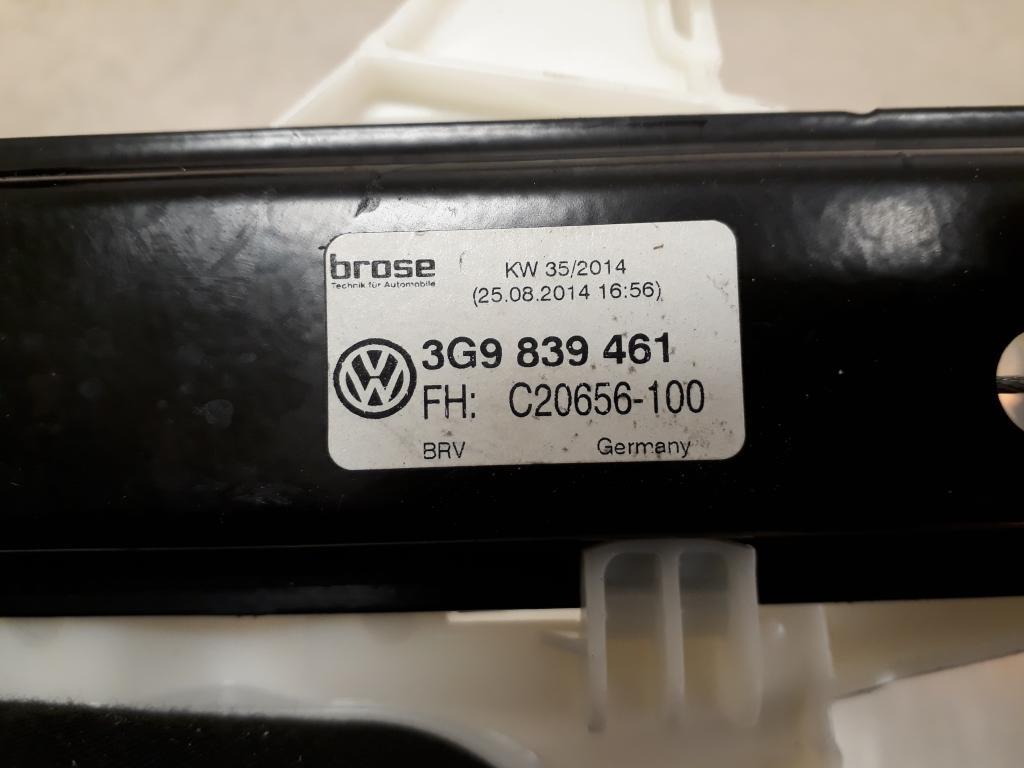 brose
Technik für Automobile
KW 35/2014
(25.08.2014 16:56)
3G9 839 461
FH: C20656-100
BRV Germany